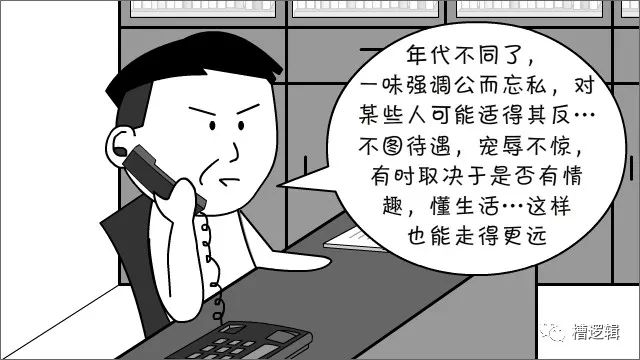 年代不同了，
一味强调公而忘私，对
某些人可能适得其反…
不图待遇，宠辱不惊，
有时取决于是否有情
趣，懂生活…这样
也能走得更远
槽逻辑